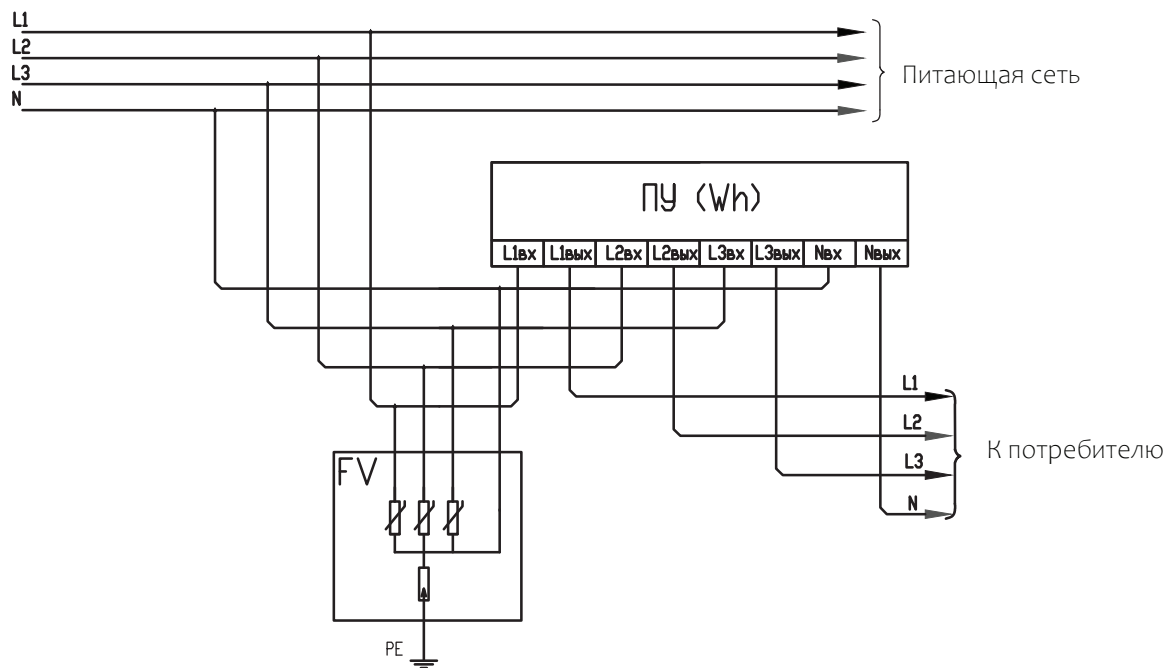 L1
L2
L3
N
Питающая сеть
ПУ (Wh)
L1вх L1вых L2вх L2вых L3вх L3вых Nвх Nвых
L1
L2
L3
N
К потребителю
FV
PE